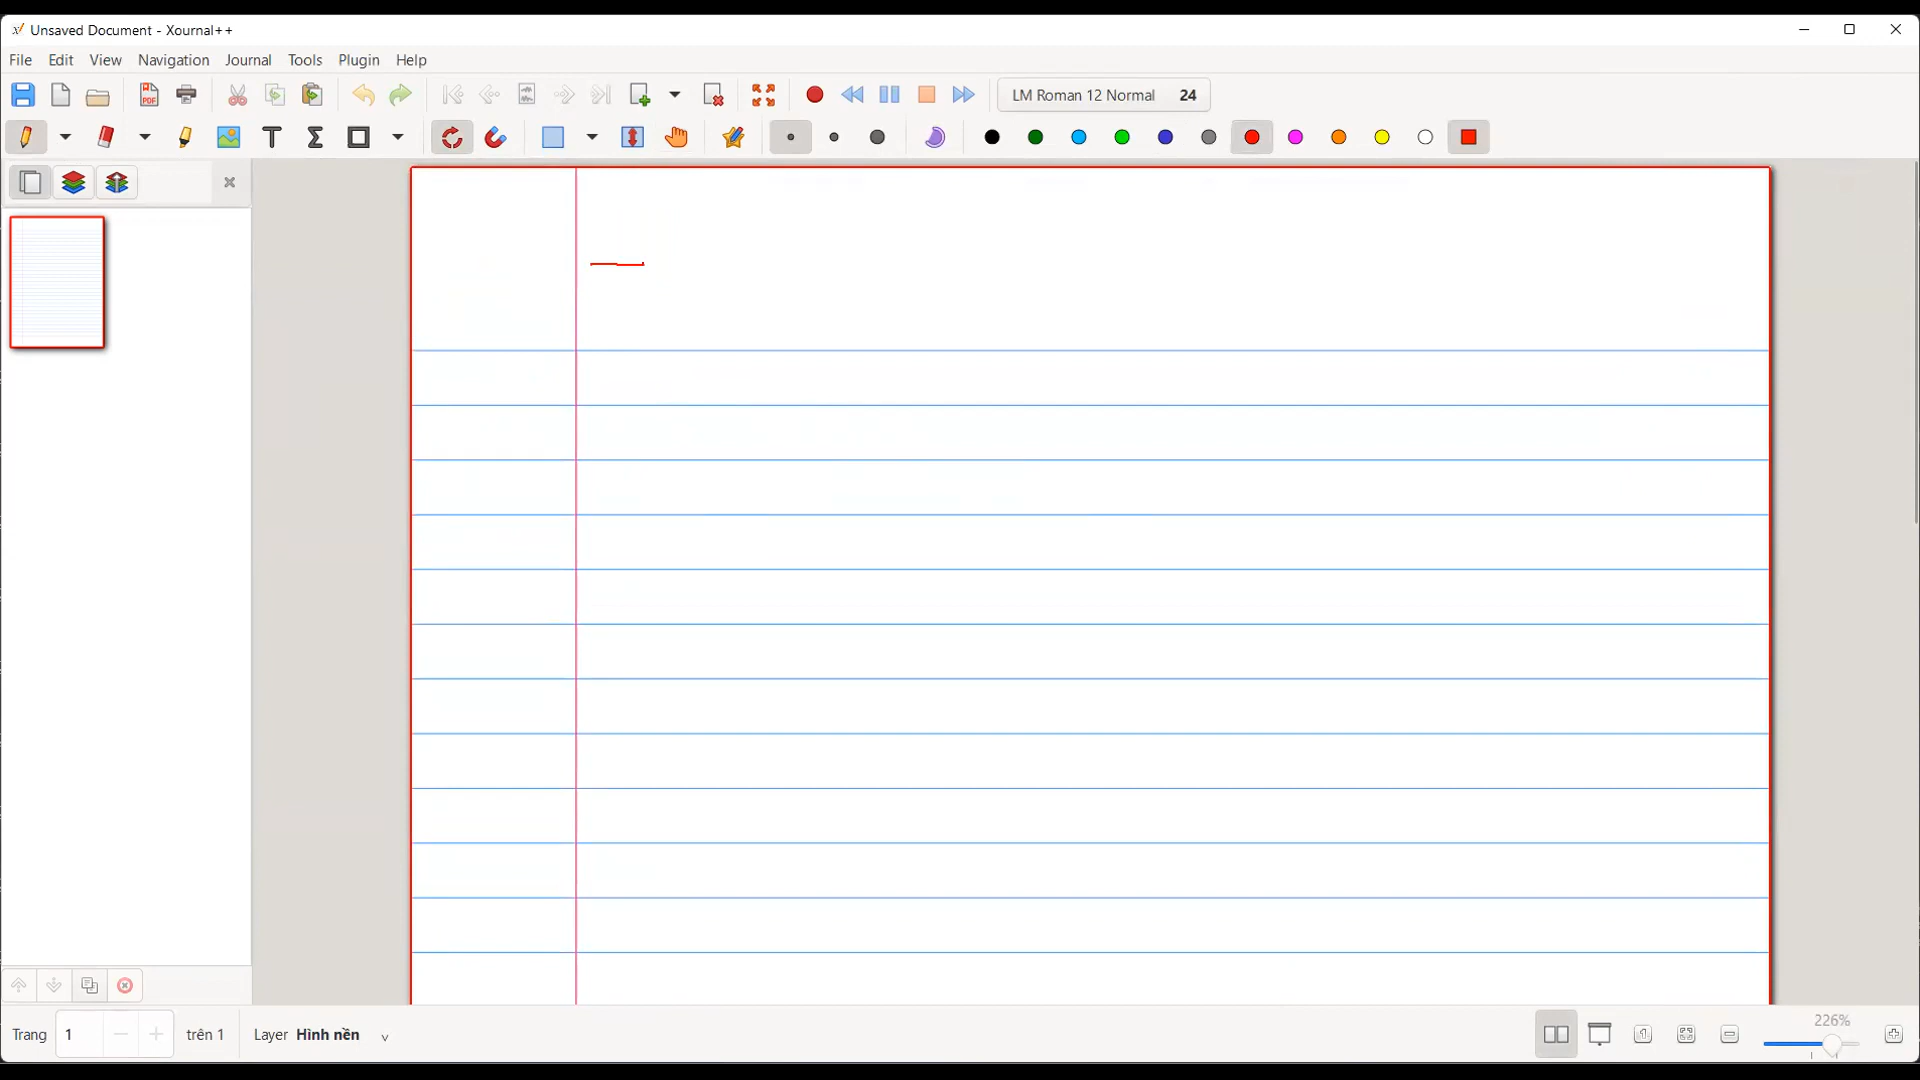 Unsaved Document - Xournal++
File Edit View Navigation Journal Tools Plugin Help
PDF LM Roman 12 Normal 24
T Σ
Trang 1 trên 1 Layer Hình nền 226%